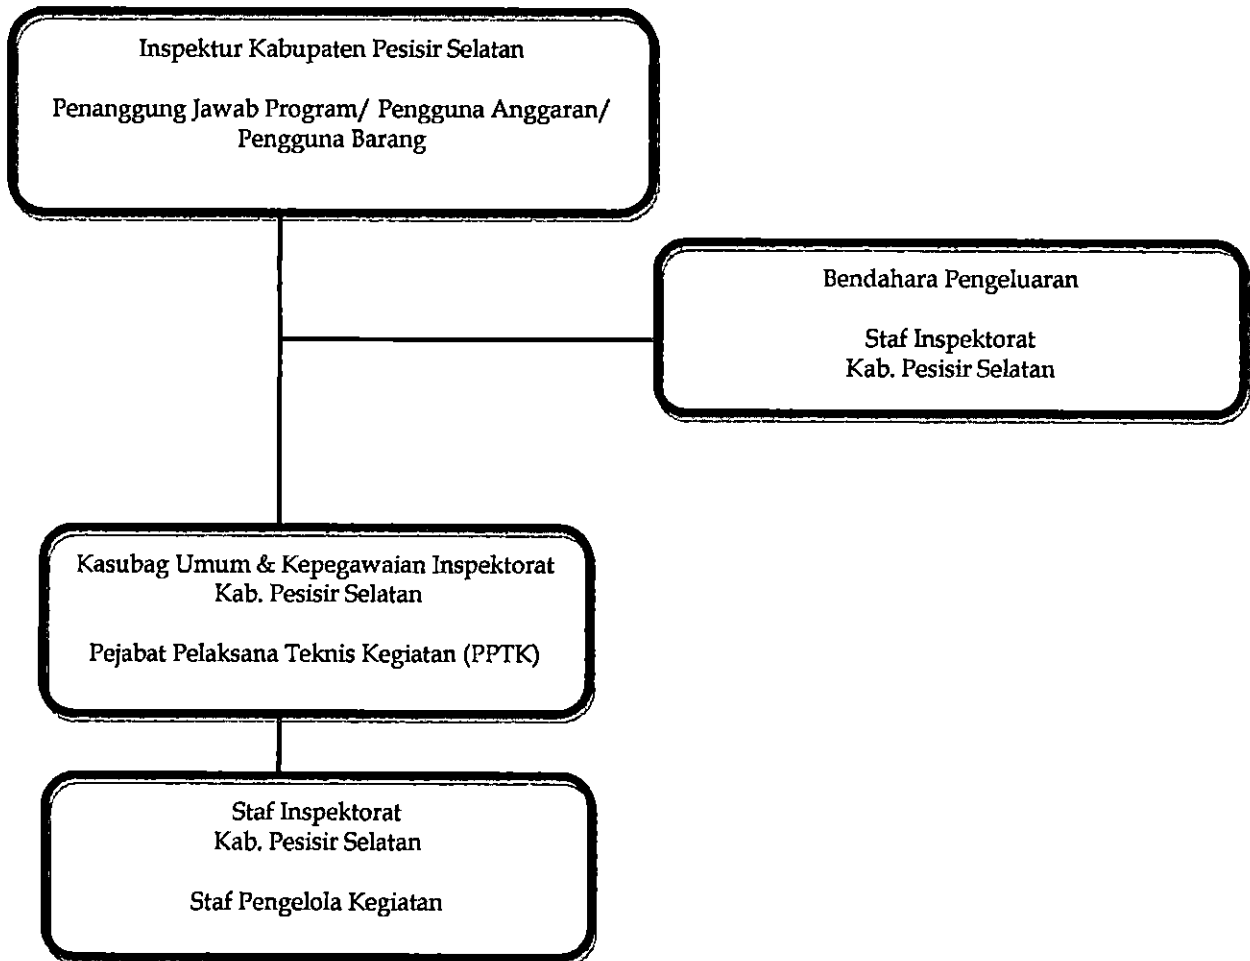 Inspektur Kabupaten Pesisir Selatan
Penanggung Jawab Program/ Pengguna Anggaran/
Pengguna Barang
Bendahara Pengeluaran
Staf Inspektorat
Kab. Pesisir Selatan
Kasubag Umum & Kepegawaian Inspektorat
Kab. Pesisir Selatan
Pejabat Pelaksana Teknis Kegiatan (PPTK)
Staf Inspektorat
Kab. Pesisir Selatan
Staf Pengelola Kegiatan